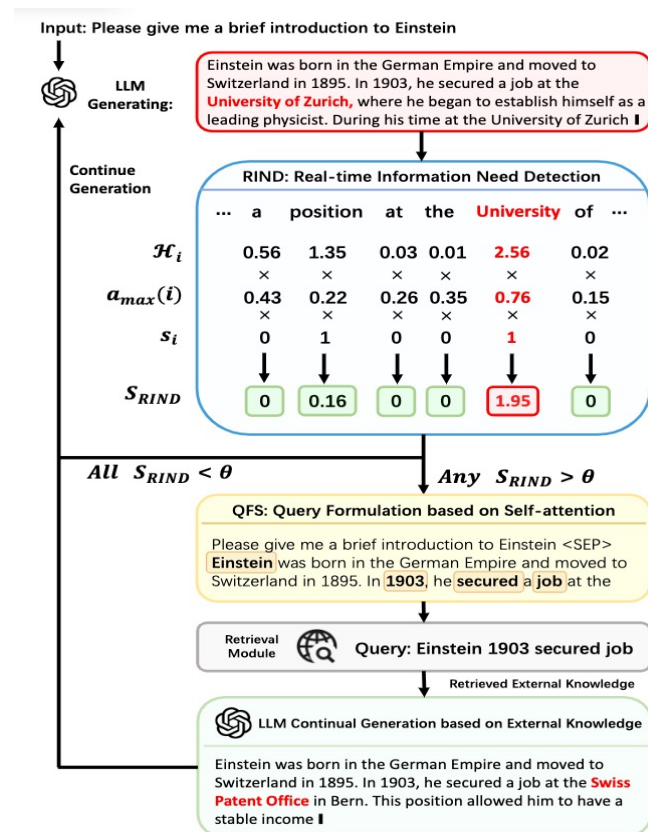 Input: Please give me a brief introduction to Einstein
LLM
Generating:
Einstein was born in the German Empire and moved to
Switzerland in 1895. In 1903, he secured a job at the
University of Zurich, where he began to establish himself as a
leading physicist. During his time at the University of Zurich
Continue
Generation
RIND: Real-time Information Need Detection
... a position at the University of ...
ℋi 0.56 1.35 0.03 0.01 2.56 0.02
× × × × × ×
amax(i) 0.43 0.22 0.26 0.35 0.76 0.15
× × × × × ×
si 0 1 0 0 1 0
SRIND 0 0.16 0 0 1.95 0
All SRIND < θ Any SRIND > θ
QFS: Query Formulation based on Self-attention
Please give me a brief introduction to Einstein <SEP>
Einstein was born in the German Empire and moved to
Switzerland in 1895. In 1903, he secured a job at the
Retrieval
Module
Query: Einstein 1903 secured job
Retrieved External Knowledge
LLM Continual Generation based on External Knowledge
Einstein was born in the German Empire and moved to
Switzerland in 1895. In 1903, he secured a job at the Swiss
Patent Office in Bern. This position allowed him to have a
stable income